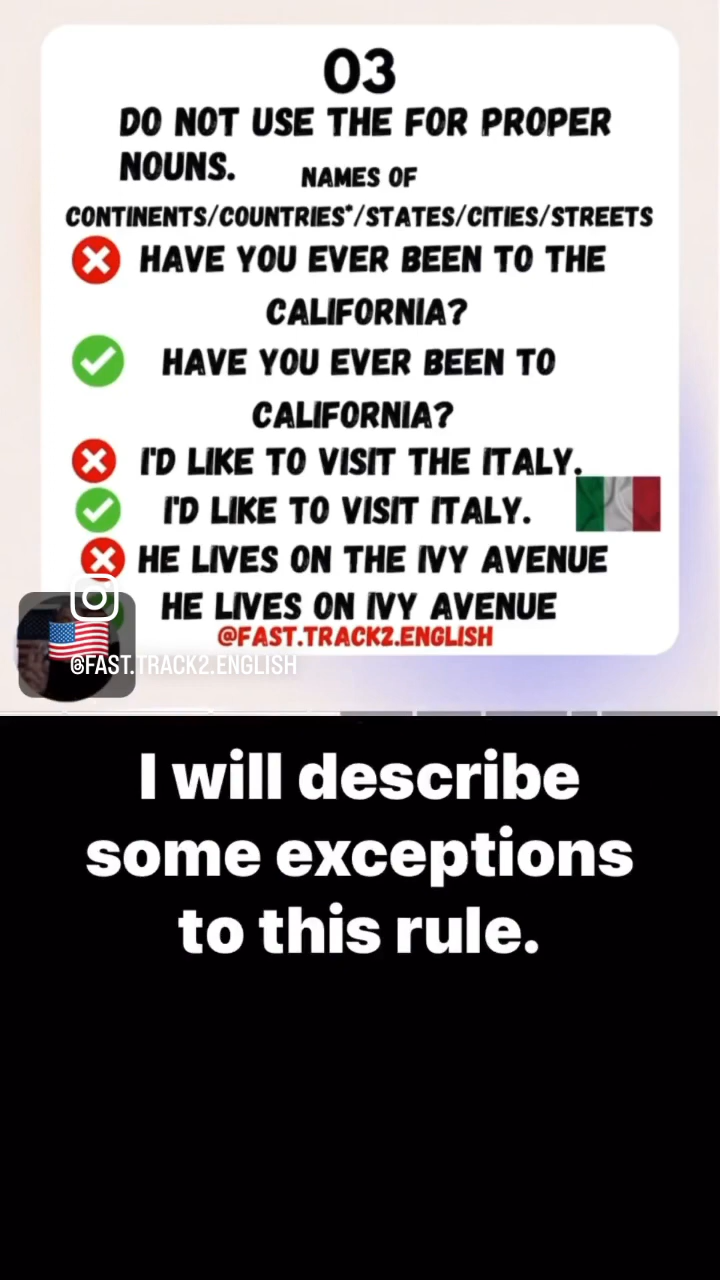 03
DO NOT USE THE FOR PROPER
NOUNS.
NAMES OF
CONTINENTS/COUNTRIES*/STATES/CITIES/STREETS
HAVE YOU EVER BEEN TO THE
CALIFORNIA?
HAVE YOU EVER BEEN TO
CALIFORNIA?
I'D LIKE TO VISIT THE ITALY.
I'D LIKE TO VISIT ITALY.
HE LIVES ON THE IVY AVENUE
HE LIVES ON IVY AVENUE
@FAST.TRACK2.ENGLISH
@FAST.TRACK2.ENGLISH
I will describe
some exceptions
to this rule.